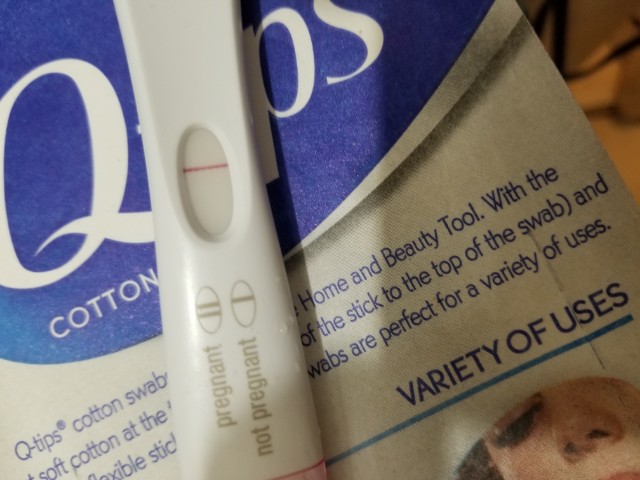 Q-tips
COTTON
Home and Beauty Tool. With the
of the stick to the top of the swab) and
wabs are perfect for a variety of uses.
VARIETY OF USES
pregnant
not pregnant
Q-tips® cotton swab
soft cotton at the
flexible stic